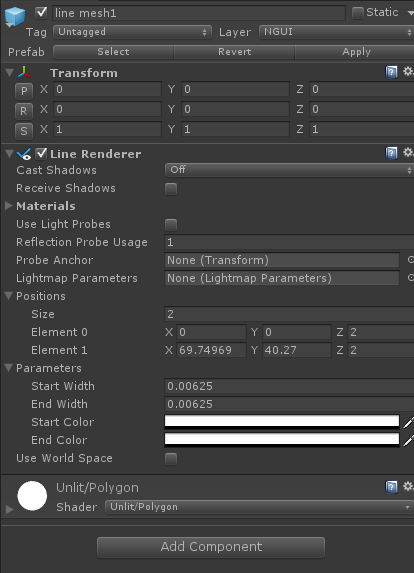 line mesh1 Static
Tag Untagged Layer NGUI
Prefab Select Revert Apply
Transform
P X 0 Y 0 Z 0
R X 0 Y 0 Z 0
S X 1 Y 1 Z 1
Line Renderer
Cast Shadows Off
Receive Shadows
Materials
Use Light Probes
Reflection Probe Usage 1
Probe Anchor None (Transform)
Lightmap Parameters None (Lightmap Parameters)
Positions
Size 2
Element 0 X 0 Y 0 Z 2
Element 1 X 69.74969 Y 40.27 Z 2
Parameters
Start Width 0.00625
End Width 0.00625
Start Color
End Color
Use World Space
Unlit/Polygon
Shader Unlit/Polygon
Add Component